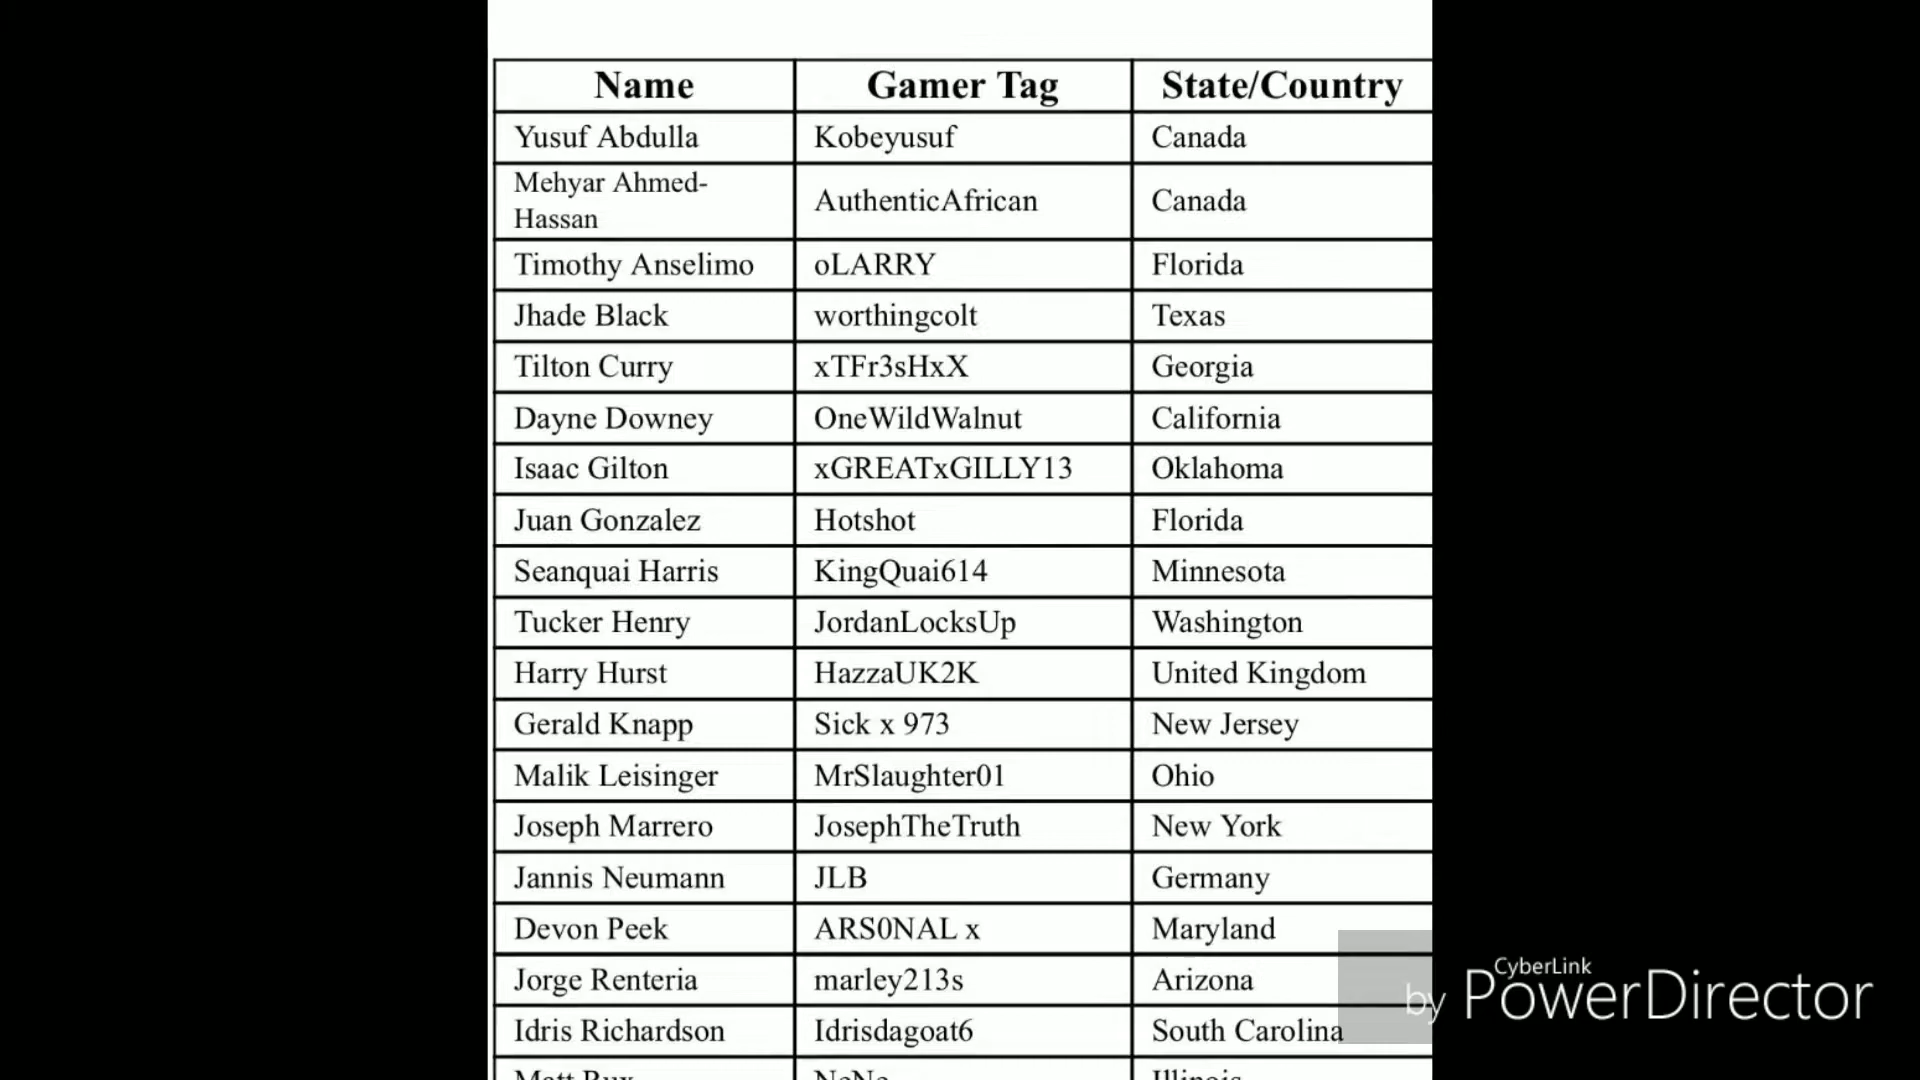 Name Gamer Tag State/Country
Yusuf Abdulla Kobeyusuf Canada
Mehyar Ahmed-
Hassan AuthenticAfrican Canada
Timothy Anselimo oLARRY Florida
Jhade Black worthingcolt Texas
Tilton Curry xTFr3sHxX Georgia
Dayne Downey OneWildWalnut California
Isaac Gilton xGREATxGILLY13 Oklahoma
Juan Gonzalez Hotshot Florida
Seanquai Harris KingQuai614 Minnesota
Tucker Henry JordanLocksUp Washington
Harry Hurst HazzaUK2K United Kingdom
Gerald Knapp Sick x 973 New Jersey
Malik Leisinger MrSlaughter01 Ohio
Joseph Marrero JosephTheTruth New York
Jannis Neumann JLB Germany
Devon Peek ARS0NAL x Maryland
Jorge Renteria marley213s Arizona
Idris Richardson Idrisdagoat6 South Carolina
Illinois
CyberLink
by PowerDirector